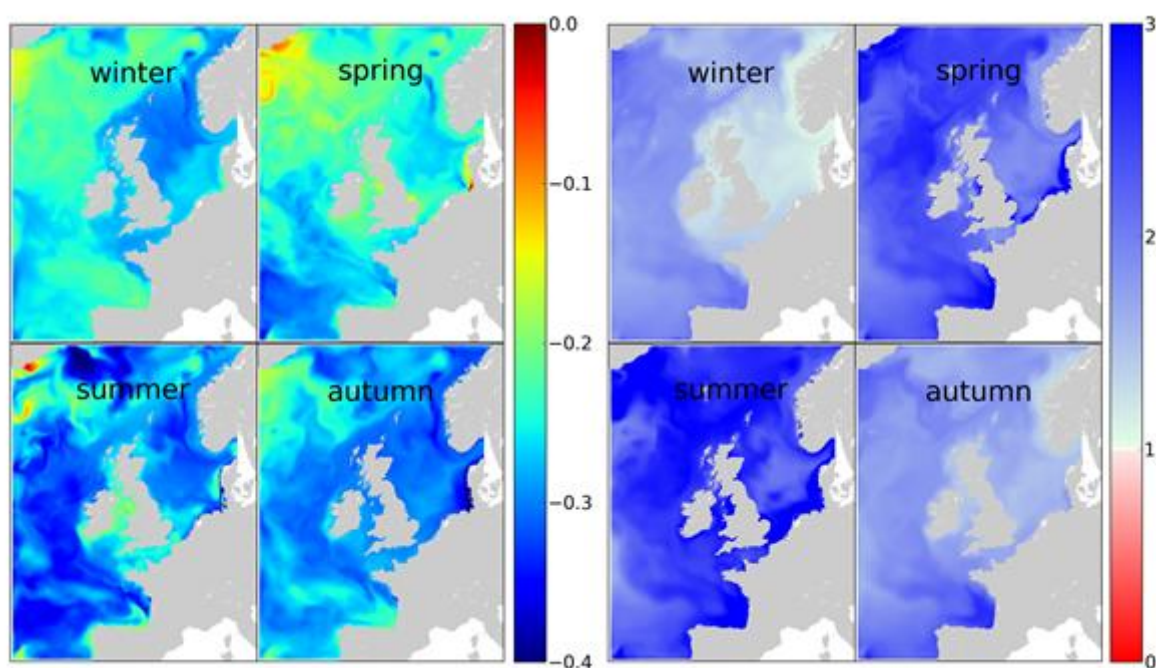 winter
spring
summer
autumn
0.0
−0.1
−0.2
−0.3
−0.4
winter
spring
summer
autumn
3
2
1
0